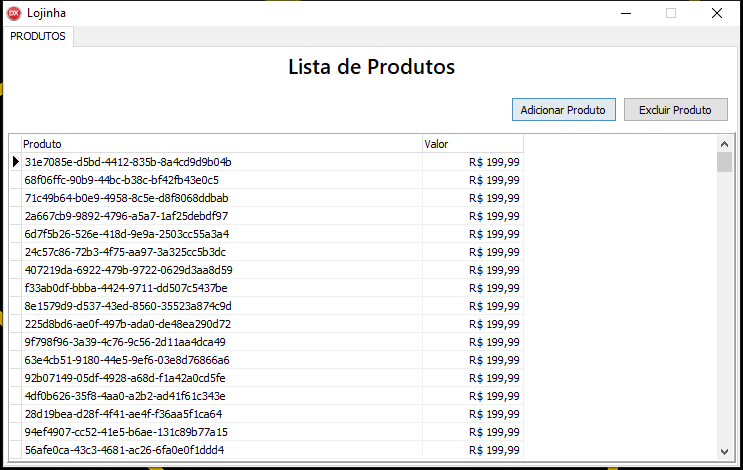 DX Lojinha
PRODUTOS
Lista de Produtos
Adicionar Produto Excluir Produto
Produto Valor
31e7085e-d5bd-4412-835b-8a4cd9d9b04b R$ 199,99
68f06ffc-90b9-44bc-b38c-bf42fb43e0c5 R$ 199,99
71c49b64-b0e9-4958-8c5e-d8f8068ddbab R$ 199,99
2a667cb9-9892-4796-a5a7-1af25debdf97 R$ 199,99
6d7f5b26-526e-418d-9e9a-2503cc55a3a4 R$ 199,99
24c57c86-72b3-4f75-aa97-3a325cc5b3dc R$ 199,99
407219da-6922-479b-9722-0629d3aa8d59 R$ 199,99
f33ab0df-bbba-4424-9711-dd507c5437be R$ 199,99
8e1579d9-d537-43ed-8560-35523a874c9d R$ 199,99
225d8bd6-ae0f-497b-ada0-de48ea290d72 R$ 199,99
9f798f96-3a39-4c76-9c56-2d11aa4dca49 R$ 199,99
63e4cb51-9180-44e5-9ef6-03e8d76866a6 R$ 199,99
92b07149-05df-4928-a68d-f1a42a0cd5fe R$ 199,99
4df0b626-35f8-4aa0-a2b2-ad41f61c343e R$ 199,99
28d19bea-d28f-4f41-ae4f-f36aa5f1ca64 R$ 199,99
94ef4907-cc52-41e5-b6ae-131c89b77a15 R$ 199,99
56afe0ca-43c3-4681-ac26-6fa0e0f1ddd4 R$ 199,99